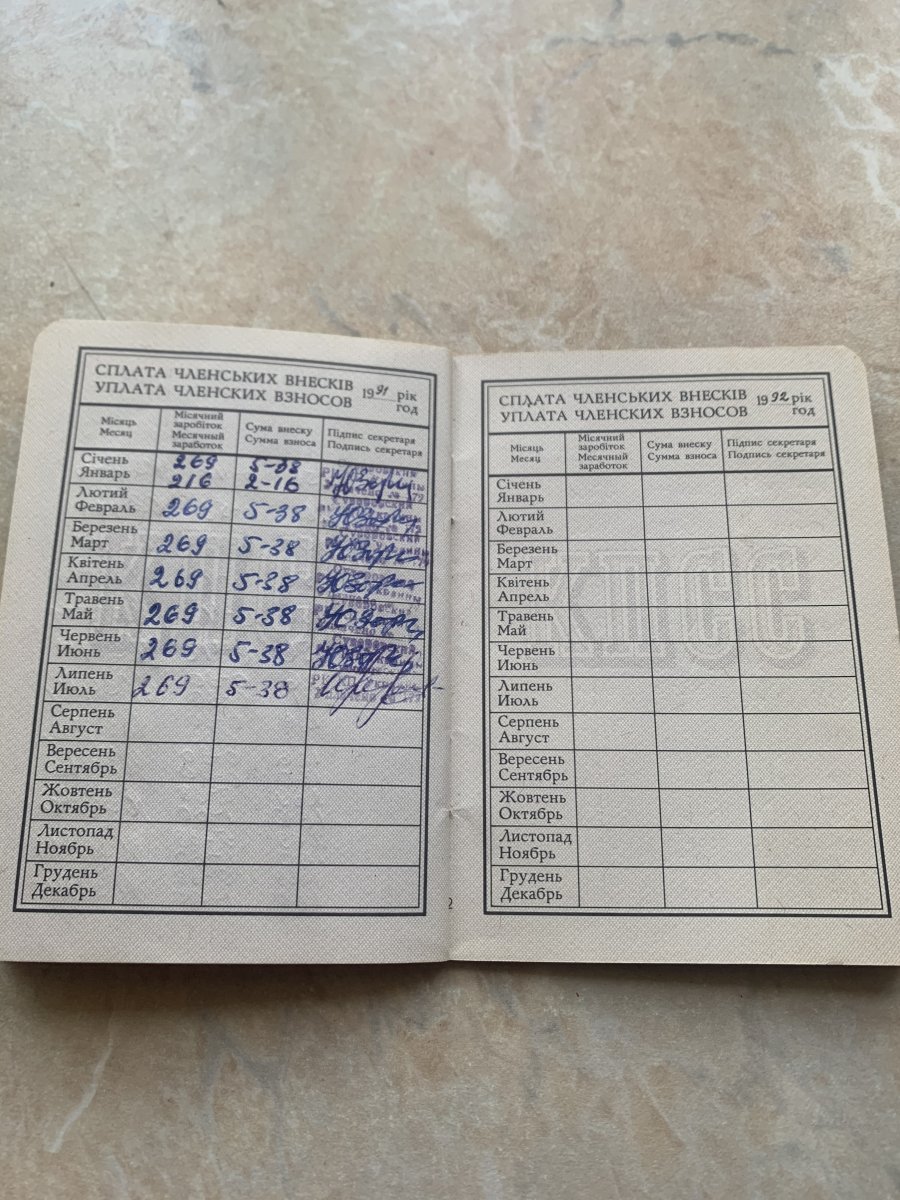 СПЛАТА ЧЛЕНСЬКИХ ВНЕСКІВ
УПЛАТА ЧЛЕНСКИХ ВЗНОСОВ
1991 рік
год
Місяць
Месяц
Місячний
заробіток
Месячный
заработок
Сума внеску
Сумма взноса
Підпис секретаря
Подпись секретаря
Січень 269 5-38
Январь 216 2-16
Лютий
Февраль 269 5-38
Березень
Март 269 5-38
Квітень
Апрель 269 5-38
Травень
Май 269 5-38
Червень
Июнь 269 5-38
Липень
Июль 269 5-38
Серпень
Август
Вересень
Сентябрь
Жовтень
Октябрь
Листопад
Ноябрь
Грудень
Декабрь
СПЛАТА ЧЛЕНСЬКИХ ВНЕСКІВ
УПЛАТА ЧЛЕНСКИХ ВЗНОСОВ
1992 рік
год
Місяць
Месяц
Місячний
заробіток
Месячный
заработок
Сума внеску
Сумма взноса
Підпис секретаря
Подпись секретаря
Січень
Январь
Лютий
Февраль
Березень
Март
Квітень
Апрель
Травень
Май
Червень
Июнь
Липень
Июль
Серпень
Август
Вересень
Сентябрь
Жовтень
Октябрь
Листопад
Ноябрь
Грудень
Декабрь
КПСС